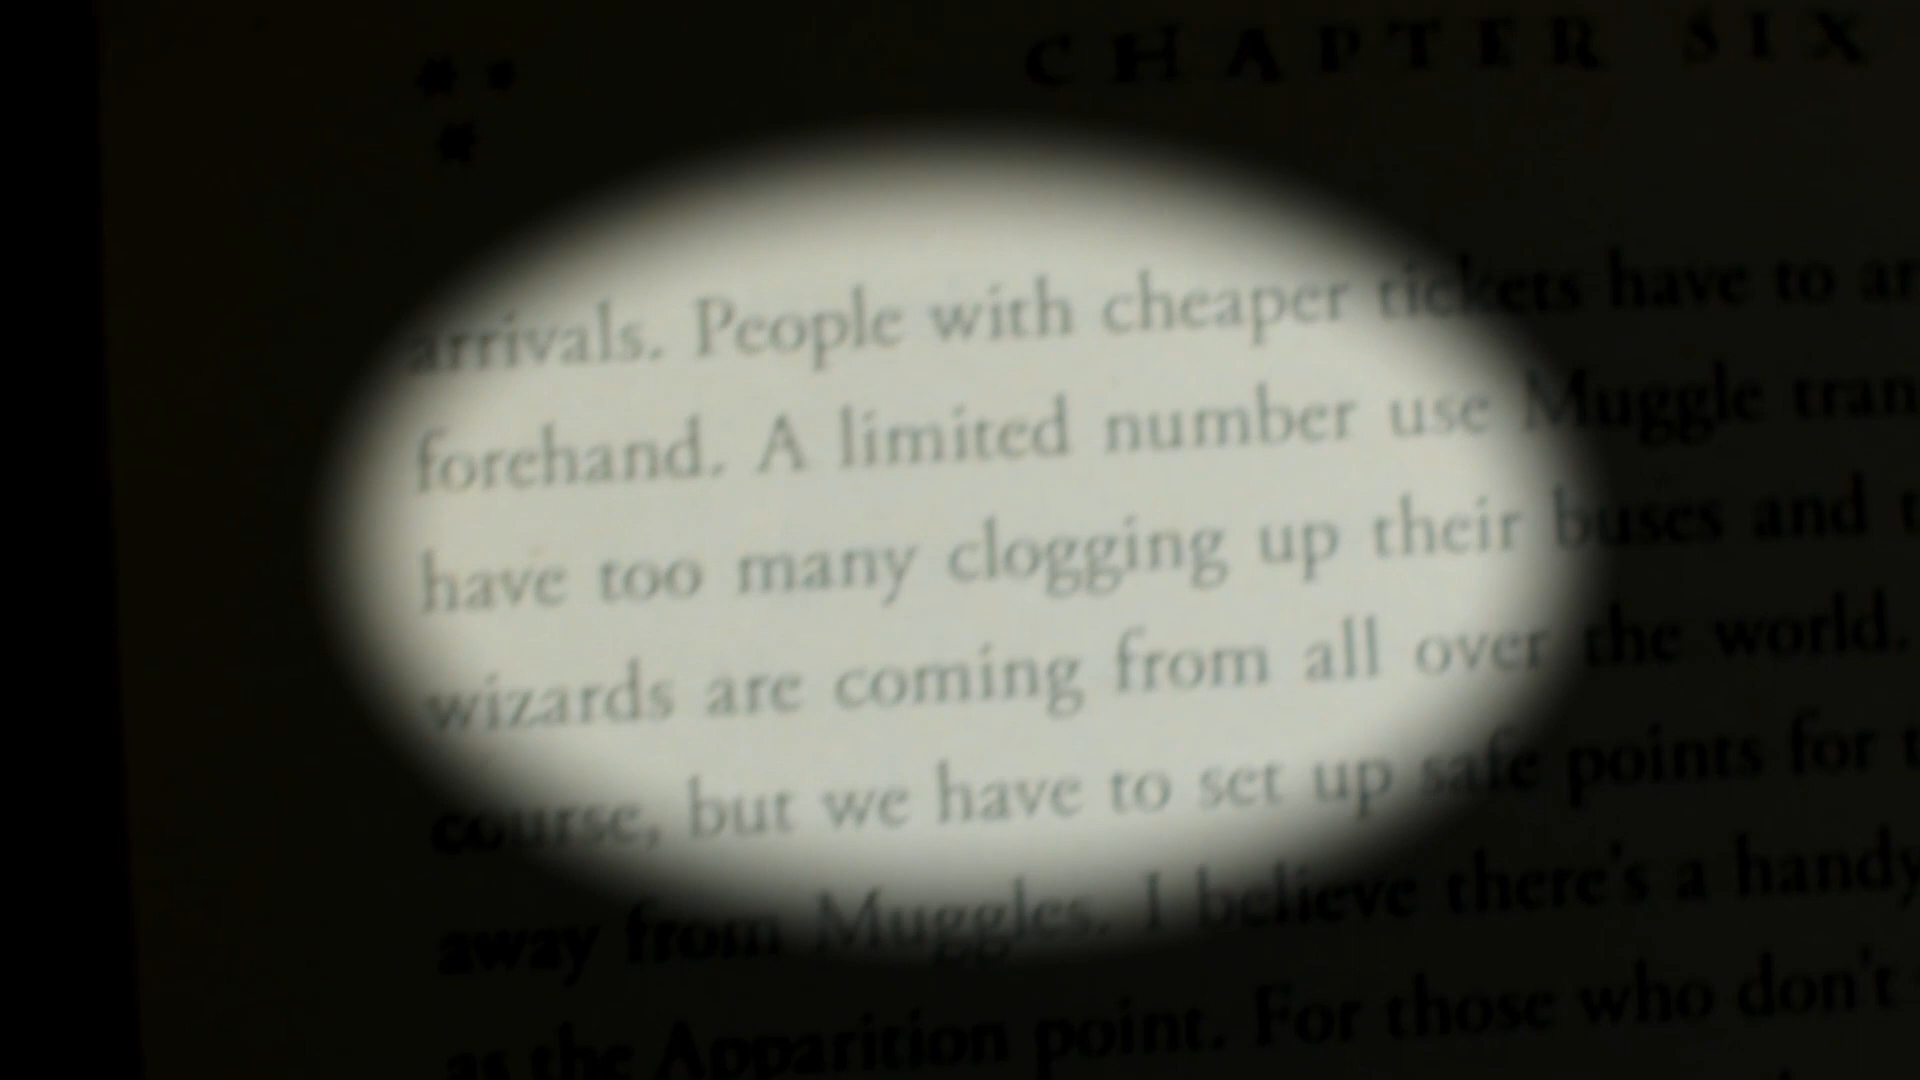 CHAPTER SIX
arrivals. People with cheaper tickets have to
forehand. A limited number use Muggle
have too many clogging up their buses and
wizards are coming from all over the world.
course, but we have to set up safe points for
away from Muggles. I believe there's a handy
as the Apparition point. For those who don't